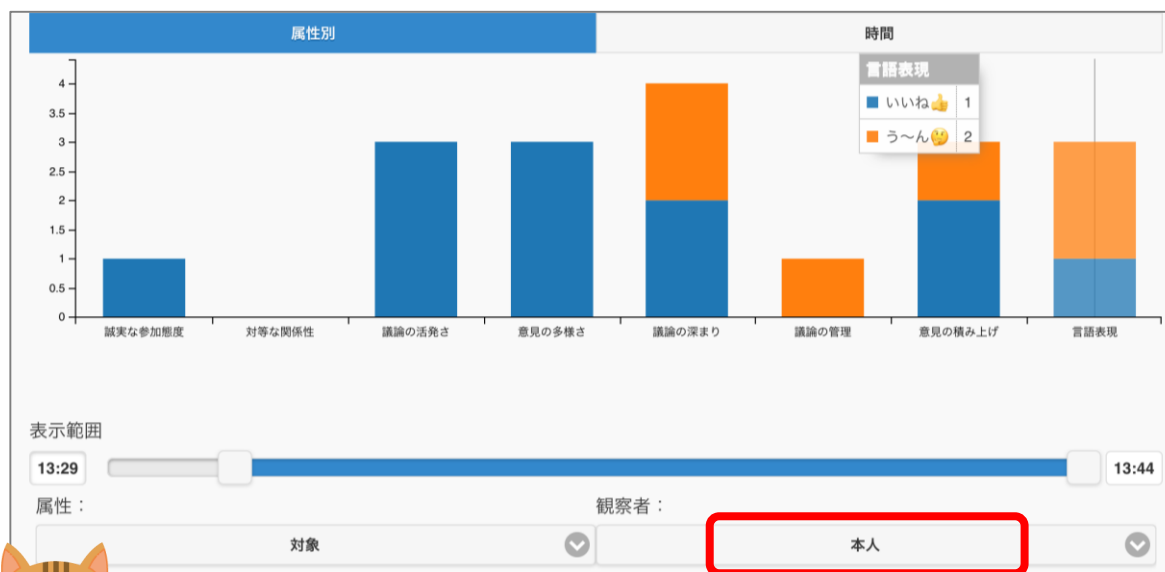 属性別
時間
言語表現
いいね👍 1
う〜ん🤔 2
4
3.5
3
2.5
2
1.5
1
0.5
0
誠実な参加態度
対等な関係性
議論の活発さ
意見の多様さ
議論の深まり
議論の管理
意見の積み上げ
言語表現
表示範囲
13:29
13:44
属性：
観察者：
対象
本人